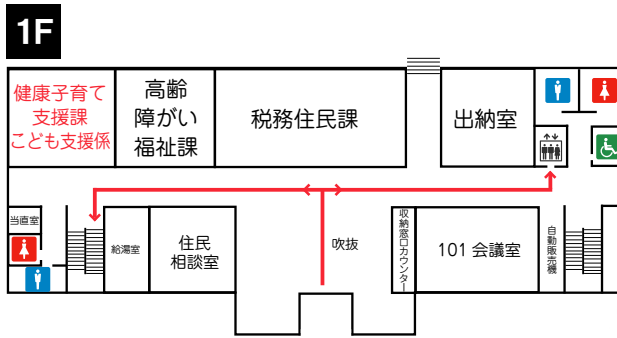 1F
健康子育て
支援課
こども支援係
高齢
障がい
福祉課
税務住民課
出納室
当直室
給湯室
住民
相談室
吹抜
収納窓口カウンター
101 会議室
自動販売機